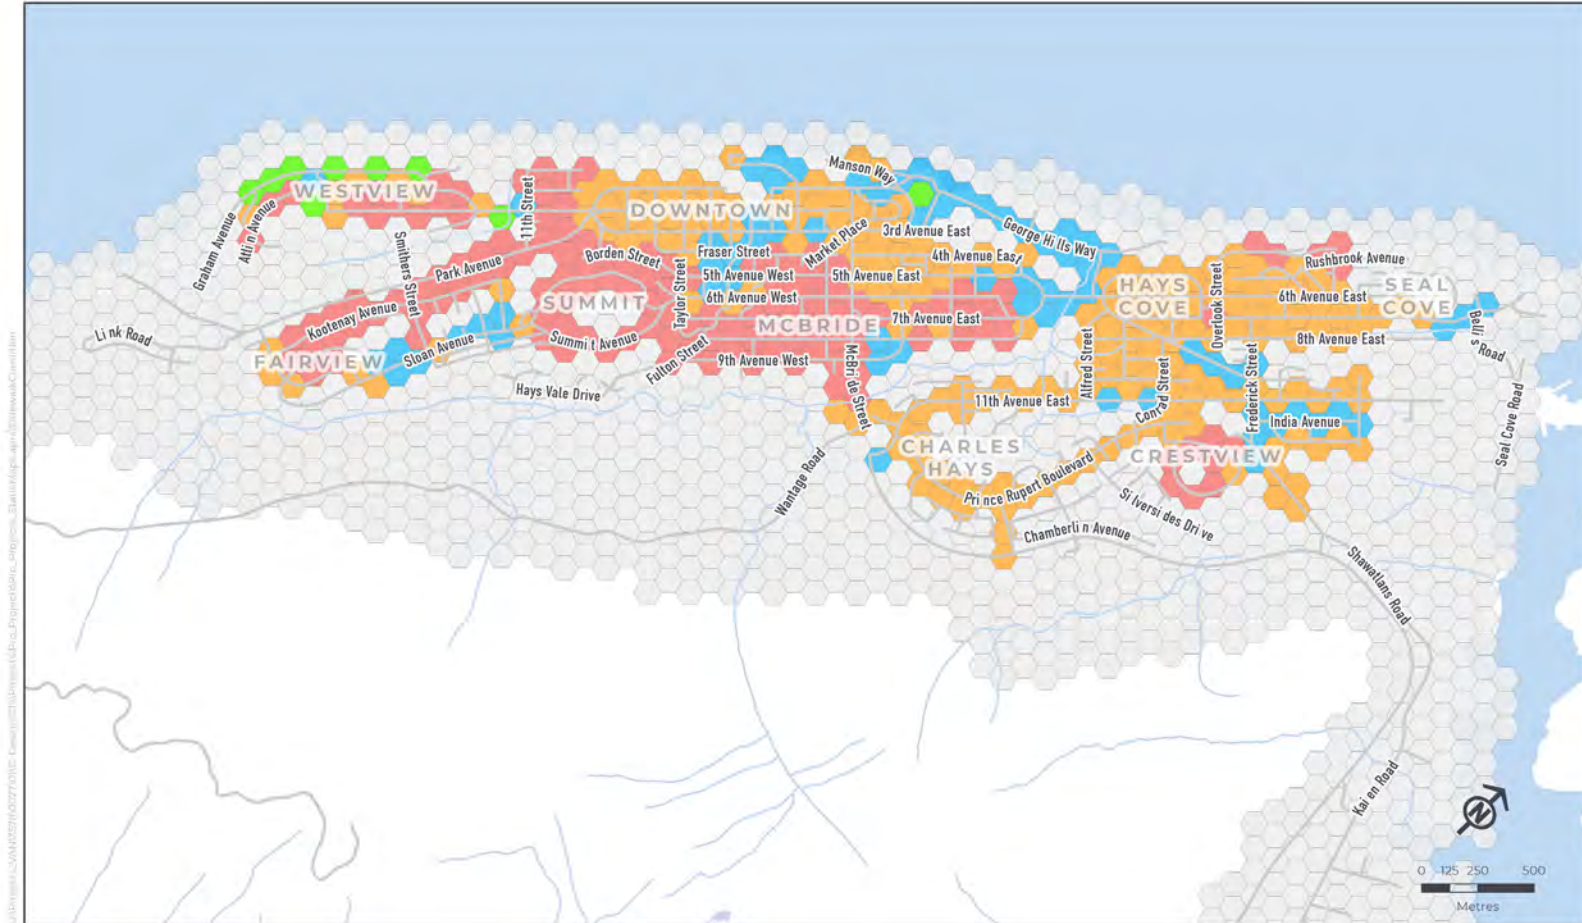 Manson Way
WESTVIEW
11th Street
DOWNTOWN
Graham Avenue
Atlin Avenue
3rd Avenue East
George Hills Way
Market Place
Smithers Street
Park Avenue
Borden Street
Fraser Street
4th Avenue East
Overlook Street
Rushbrook Avenue
Taylor Street
5th Avenue West
5th Avenue East
HAYS
COVE
SEAL
COVE
SUMMIT
6th Avenue West
6th Avenue East
Kootenay Avenue
MCBRIDE
7th Avenue East
Link Road
Sloan Avenue
Summit Avenue
8th Avenue East
Bellis Road
FAIRVIEW
Fulton Street
9th Avenue West
McBride Street
Alfred Street
Conrad Street
Frederick Street
Hays Vale Drive
11th Avenue East
India Avenue
Seal Cove Road
CHARLES
HAYS
CRESTVIEW
Wantage Road
Prince Rupert Boulevard
Silversides Drive
Chamberlin Avenue
Shawatlans Road
Kaien Road
N
0 125 250 500
Metres